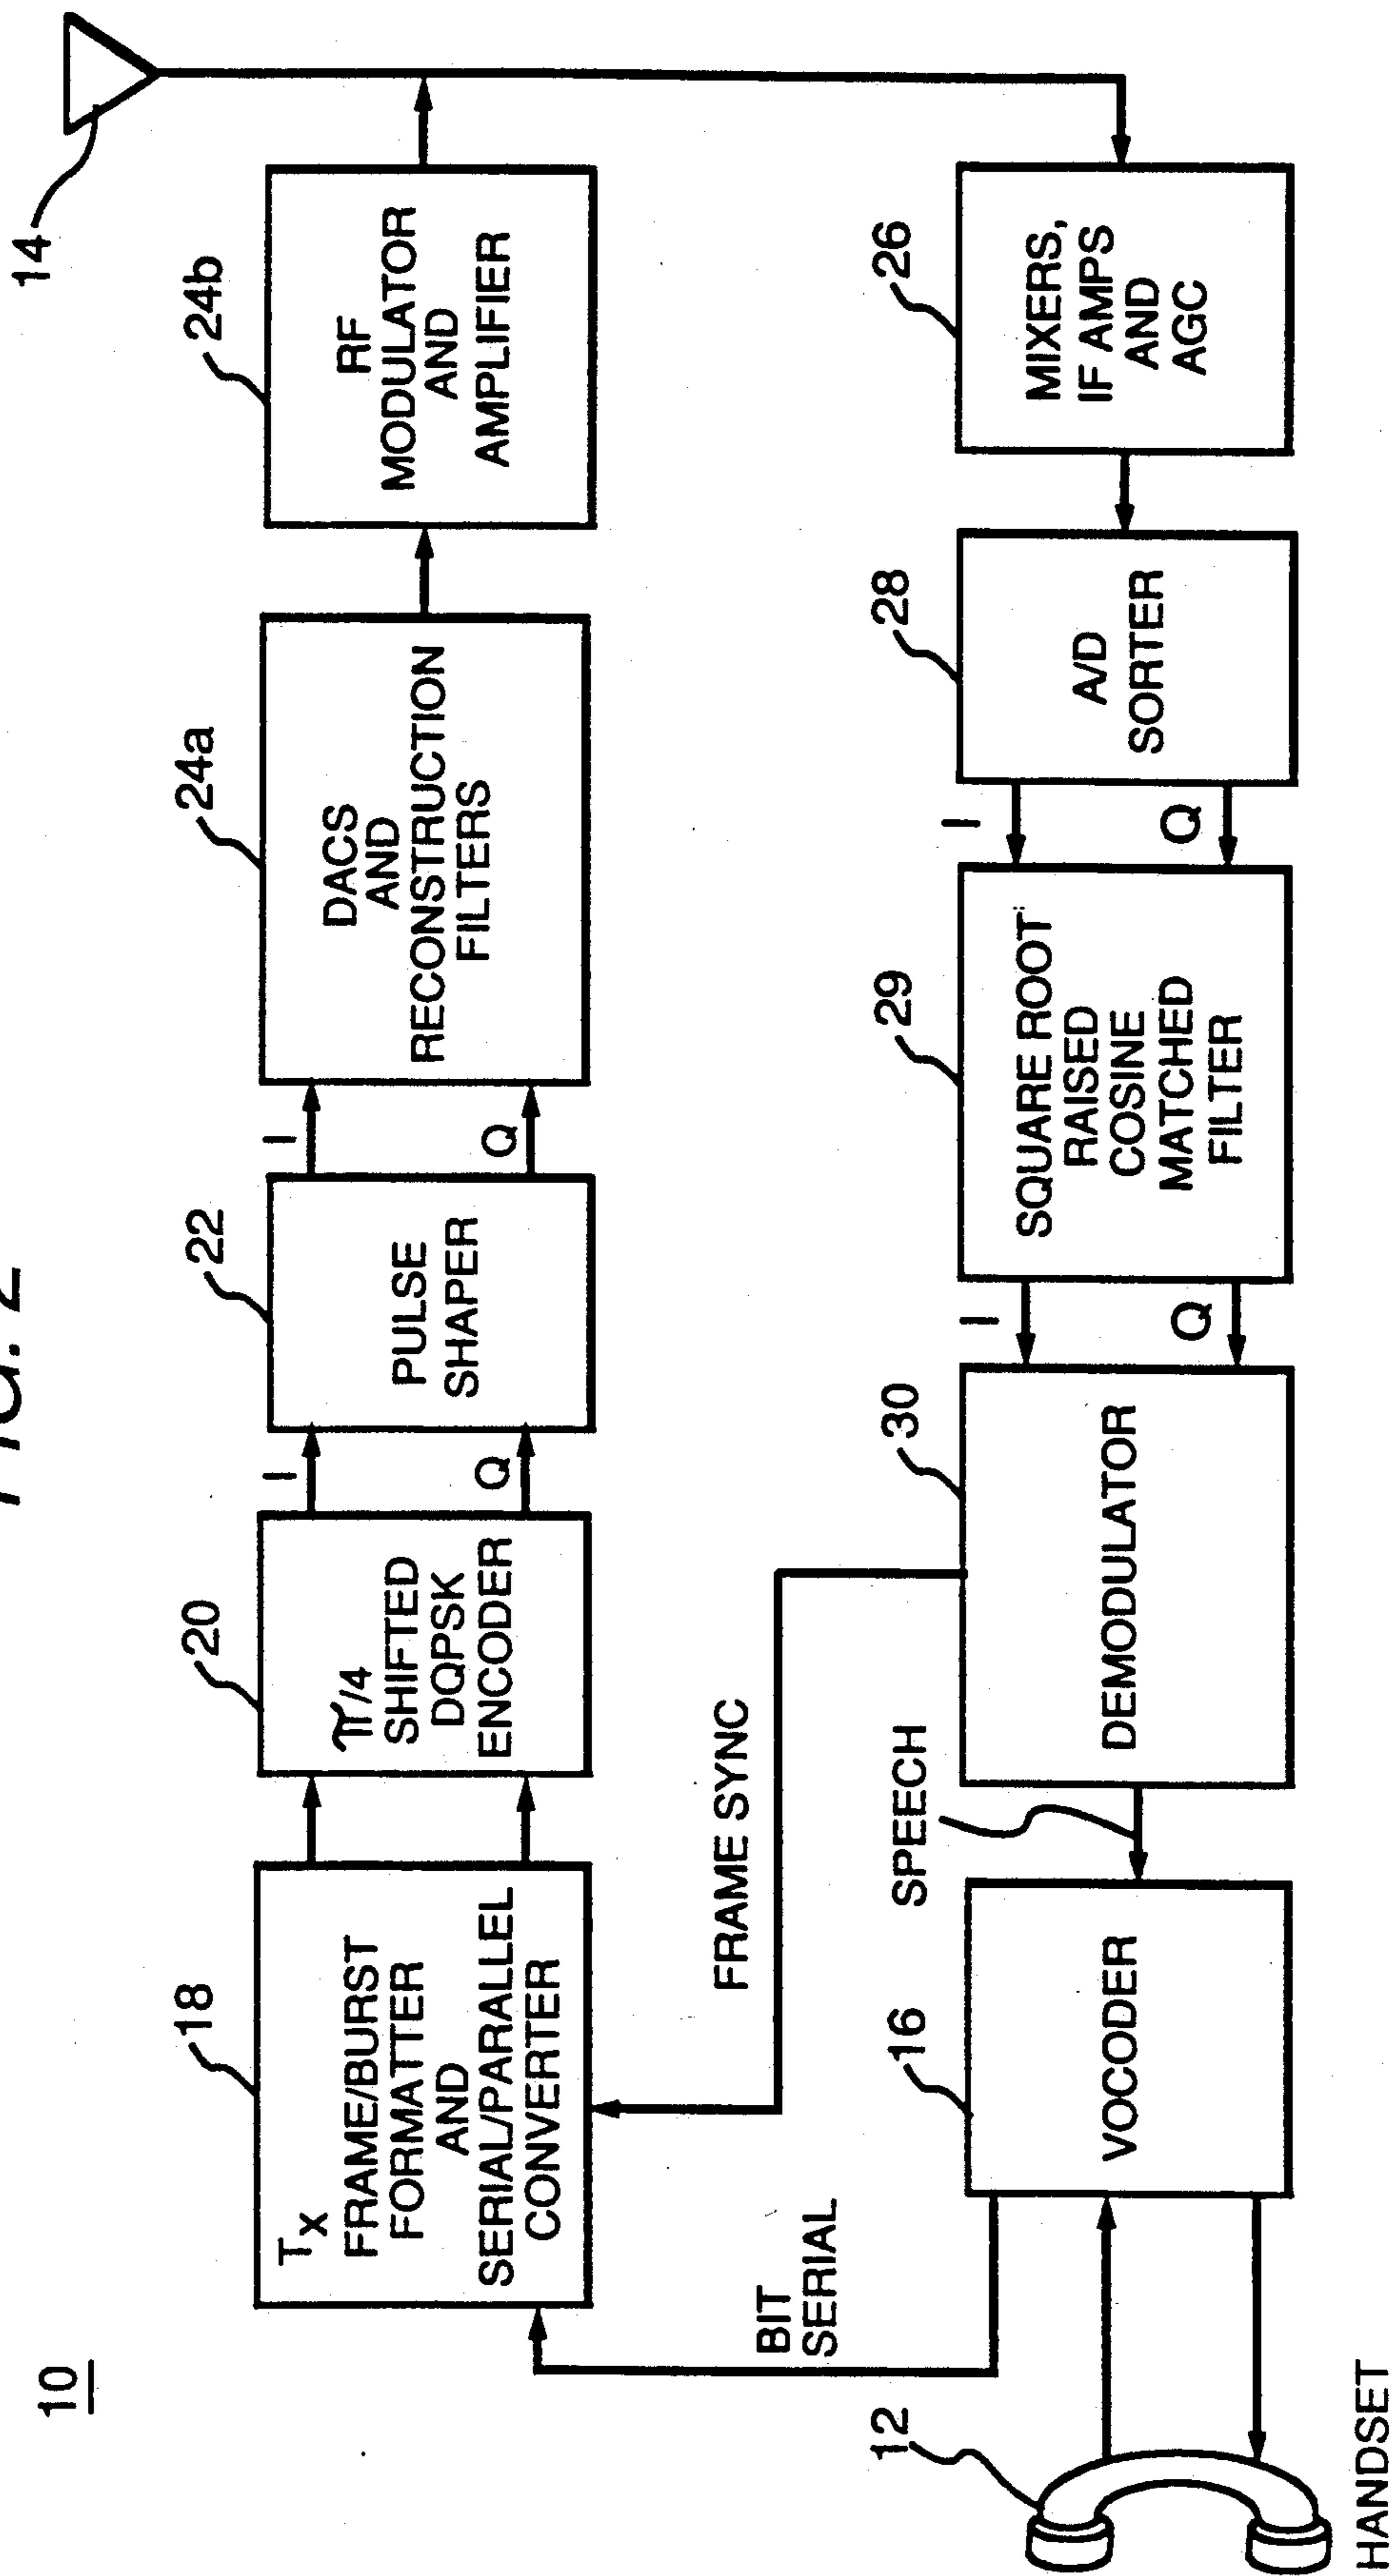 FIG. 2
10
14
18
TX
FRAME/BURST
FORMATTER
AND
SERIAL/PARALLEL
CONVERTER
20
π/4
SHIFTED
DQPSK
ENCODER
I
Q
22
PULSE
SHAPER
I
Q
24a
DACS
AND
RECONSTRUCTION
FILTERS
24b
RF
MODULATOR
AND
AMPLIFIER
BIT
SERIAL
FRAME SYNC
SPEECH
12
HANDSET
16
VOCODER
30
DEMODULATOR
I
Q
29
SQUARE ROOT
RAISED
COSINE
MATCHED
FILTER
I
Q
28
A/D
SORTER
26
MIXERS,
IF AMPS
AND
AGC